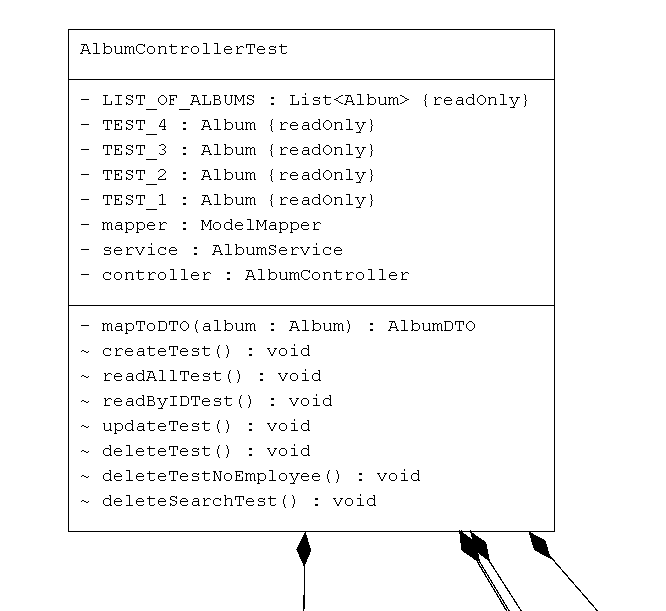 AlbumControllerTest
- LIST_OF_ALBUMS : List<Album> {readOnly}
- TEST_4 : Album {readOnly}
- TEST_3 : Album {readOnly}
- TEST_2 : Album {readOnly}
- TEST_1 : Album {readOnly}
- mapper : ModelMapper
- service : AlbumService
- controller : AlbumController
- mapToDTO(album : Album) : AlbumDTO
~ createTest() : void
~ readAllTest() : void
~ readByIDTest() : void
~ updateTest() : void
~ deleteTest() : void
~ deleteTestNoEmployee() : void
~ deleteSearchTest() : void